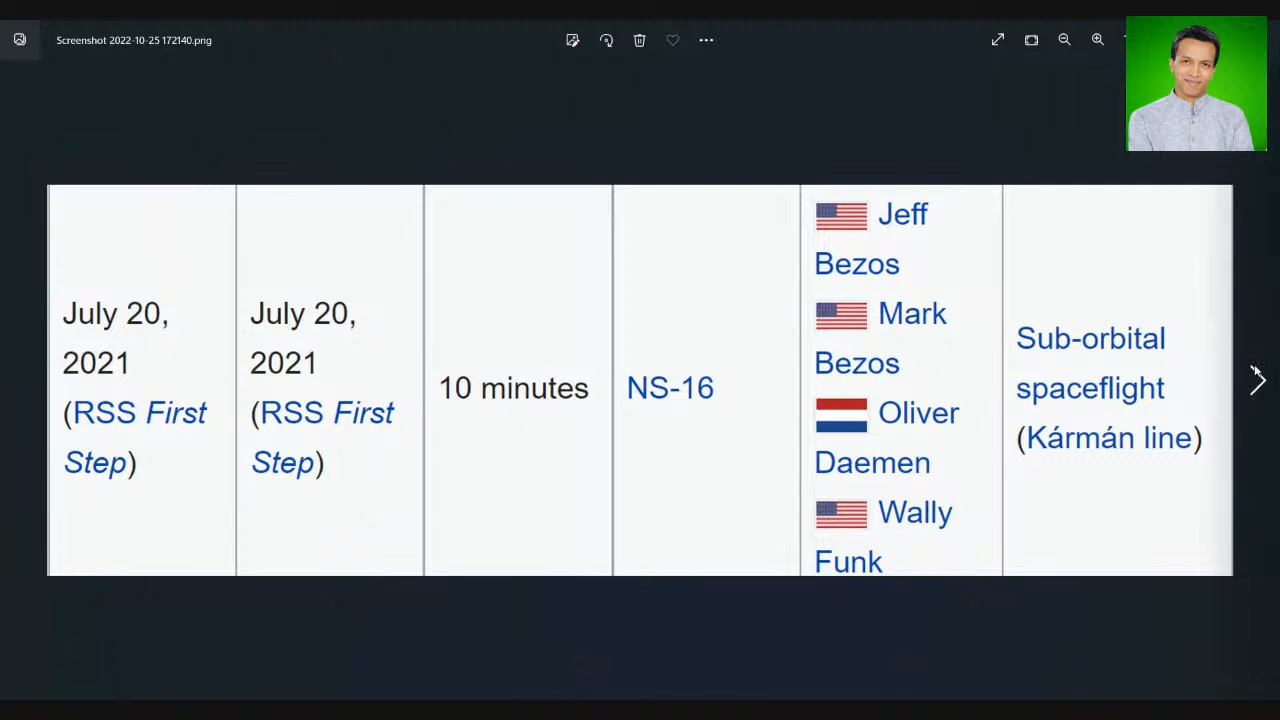 Screenshot 2022-10-25 172140.png
July 20,
2021
(RSS First
Step)
July 20,
2021
(RSS First
Step)
10 minutes
NS-16
Jeff
Bezos
Mark
Bezos
Oliver
Daemen
Wally
Funk
Sub-orbital
spaceflight
(Kármán line)